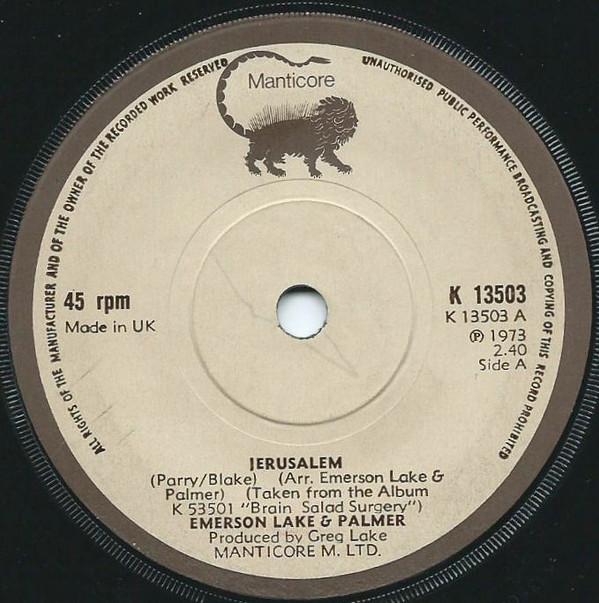 ALL RIGHTS OF THE MANUFACTURER AND OF THE OWNER OF THE RECORDED WORK RESERVED
UNAUTHORISED PUBLIC PERFORMANCE BROADCASTING AND COPYING OF THIS RECORD PROHIBITED
Manticore
45 rpm
Made in UK
K 13503
K 13503 A
℗ 1973
2.40
Side A
JERUSALEM
(Parry/Blake) (Arr. Emerson Lake &
Palmer) (Taken from the Album
K 53501 "Brain Salad Surgery")
EMERSON LAKE & PALMER
Produced by Greg Lake
MANTICORE M. LTD.